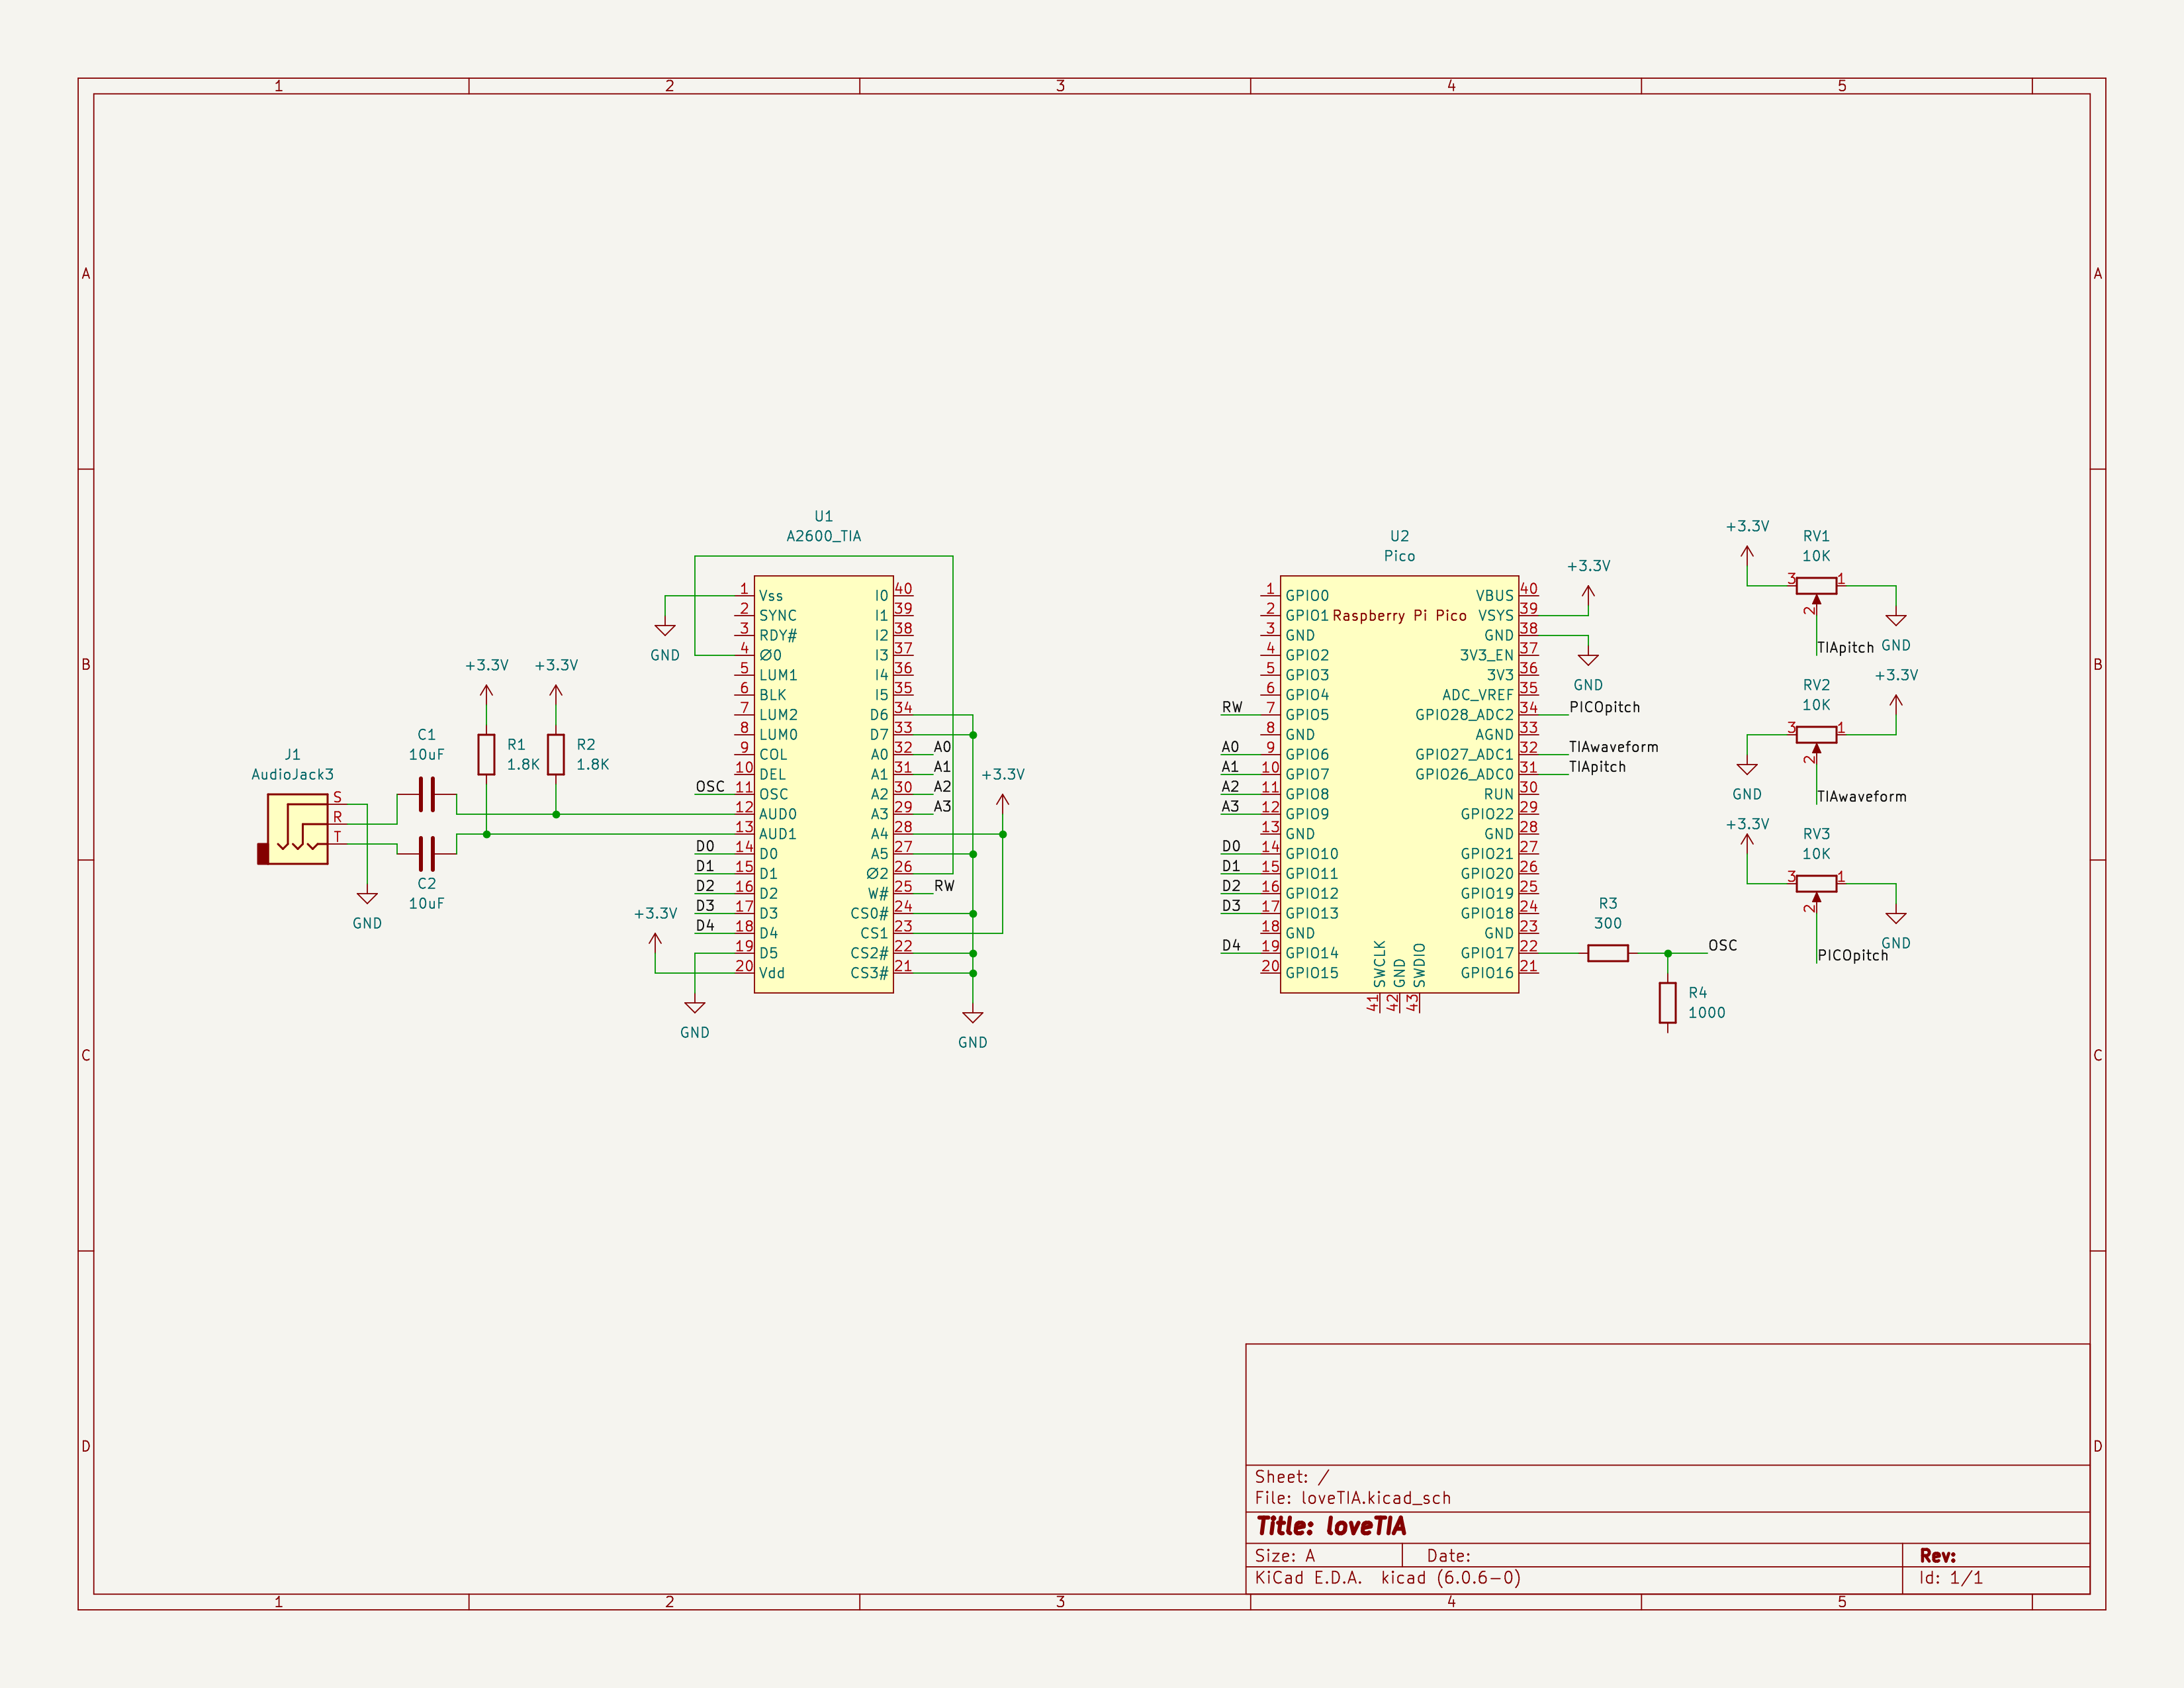 1 2 3 4 5
A A
B B
C C
D D
1 2 3 4 5
J1
AudioJack3
S
R
T
GND
C1
10uF
C2
10uF
+3.3V
R1
1.8K
+3.3V
R2
1.8K
U1
A2600_TIA
1 Vss
2 SYNC
3 RDY#
4 Ø0
5 LUM1
6 BLK
7 LUM2
8 LUM0
9 COL
10 DEL
OSC 11 OSC
12 AUD0
13 AUD1
D0 14 D0
D1 15 D1
D2 16 D2
D3 17 D3
D4 18 D4
19 D5
20 Vdd
I0 40
I1 39
I2 38
I3 37
I4 36
I5 35
D6 34
D7 33
A0 32 A0
A1 31 A1
A2 30 A2
A3 29 A3
A4 28
A5 27
Ø2 26
W# 25 RW
CS0# 24
CS1 23
CS2# 22
CS3# 21
GND
+3.3V
GND
+3.3V
GND
U2
Pico
Raspberry Pi Pico
1 GPIO0
2 GPIO1
3 GND
4 GPIO2
5 GPIO3
6 GPIO4
RW 7 GPIO5
8 GND
A0 9 GPIO6
A1 10 GPIO7
A2 11 GPIO8
A3 12 GPIO9
13 GND
D0 14 GPIO10
D1 15 GPIO11
D2 16 GPIO12
D3 17 GPIO13
18 GND
D4 19 GPIO14
20 GPIO15
VBUS 40
VSYS 39
GND 38
3V3_EN 37
3V3 36
ADC_VREF 35
GPIO28_ADC2 34 PICOpitch
AGND 33
GPIO27_ADC1 32 TIAwaveform
GPIO26_ADC0 31 TIApitch
RUN 30
GPIO22 29
GND 28
GPIO21 27
GPIO20 26
GPIO19 25
GPIO18 24
GND 23
GPIO17 22
GPIO16 21
SWCLK 41
GND 42
SWDIO 43
+3.3V
GND
R3
300
OSC
R4
1000
+3.3V
RV1
10K
3 1
2
TIApitch
GND
RV2
10K
+3.3V
3 1
2
GND
TIAwaveform
+3.3V
RV3
10K
3 1
2
GND
PICOpitch
Sheet: /
File: loveTIA.kicad_sch
Title: loveTIA
Size: A Date: Rev:
KiCad E.D.A. kicad (6.0.6-0) Id: 1/1